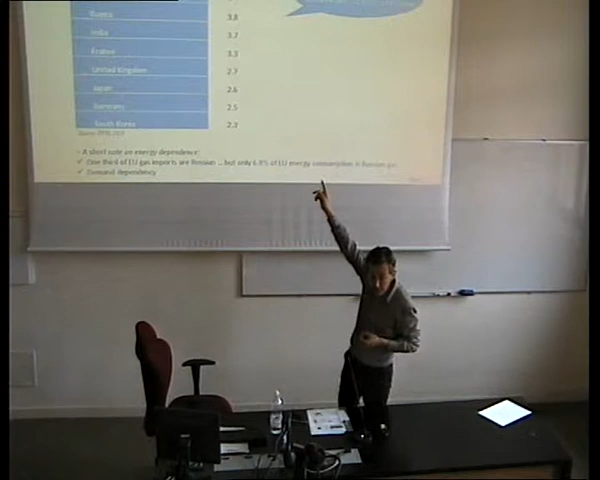 Russia 3.8
India 3.7
3.3
United Kingdom 2.7
Japan 2.6
Germany 2.5
South Korea 2.3
- A short note on energy dependence:
✓ One third of EU gas imports are Russian ... but only 6.8% of EU energy consumption is Russian gas
✓ Demand dependency